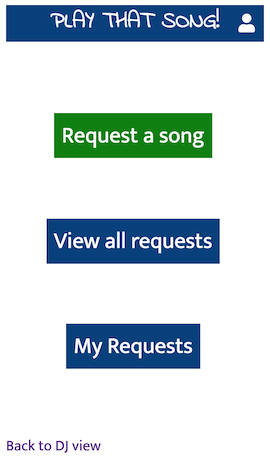 PLAY THAT SONG!
Request a song
View all requests
My Requests
Back to DJ view